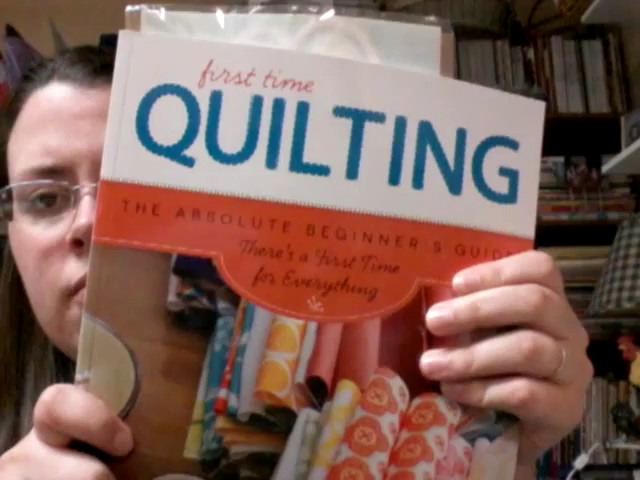 first time
QUILTING
THE ABSOLUTE BEGINNER'S GUIDE
There's a First Time
for Everything